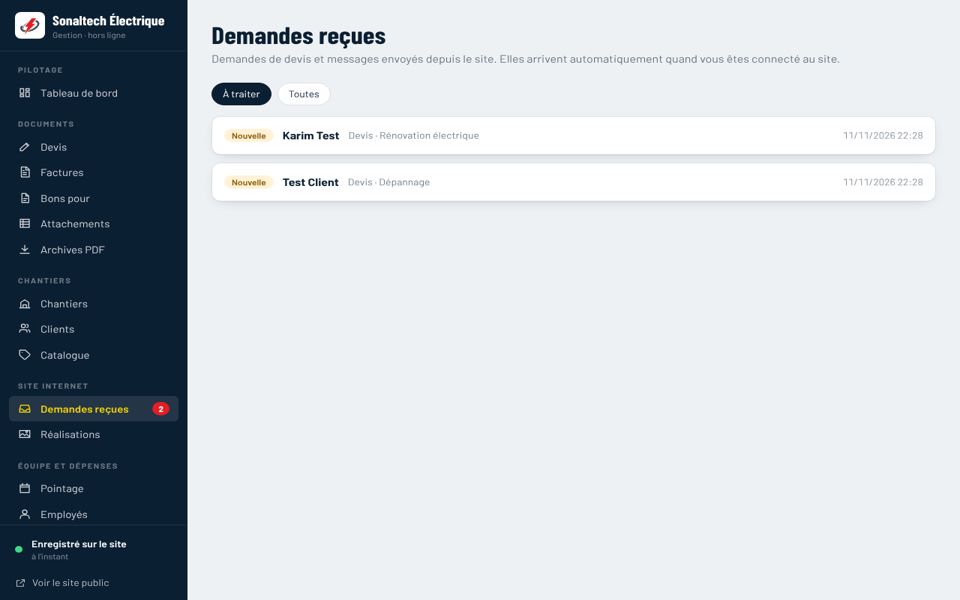 Sonaltech Électrique
Gestion · hors ligne
PILOTAGE
Tableau de bord
DOCUMENTS
Devis
Factures
Bons pour
Attachements
Archives PDF
CHANTIERS
Chantiers
Clients
Catalogue
SITE INTERNET
Demandes reçues 2
Réalisations
ÉQUIPE ET DÉPENSES
Pointage
Employés
Enregistré sur le site
à l'instant
Voir le site public
Demandes reçues
Demandes de devis et messages envoyés depuis le site. Elles arrivent automatiquement quand vous êtes connecté au site.
À traiter Toutes
Nouvelle Karim Test Devis · Rénovation électrique 11/11/2026 22:28
Nouvelle Test Client Devis · Dépannage 11/11/2026 22:28